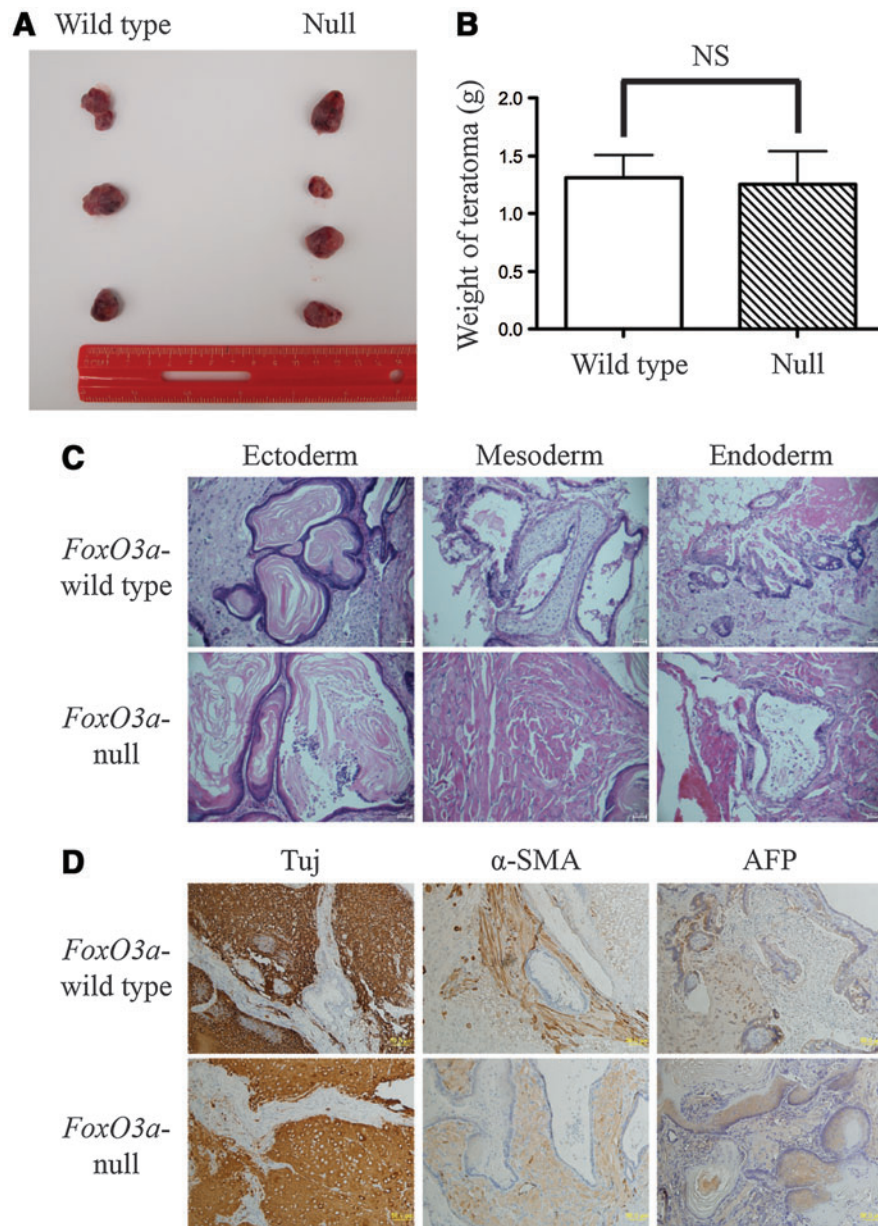 A
Wild type
Null
B
NS
Weight of teratoma (g)
2.0
1.5
1.0
0.5
0.0
Wild type
Null
C
Ectoderm
Mesoderm
Endoderm
FoxO3a-
wild type
FoxO3a-
null
D
Tuj
α-SMA
AFP
FoxO3a-
wild type
FoxO3a-
null